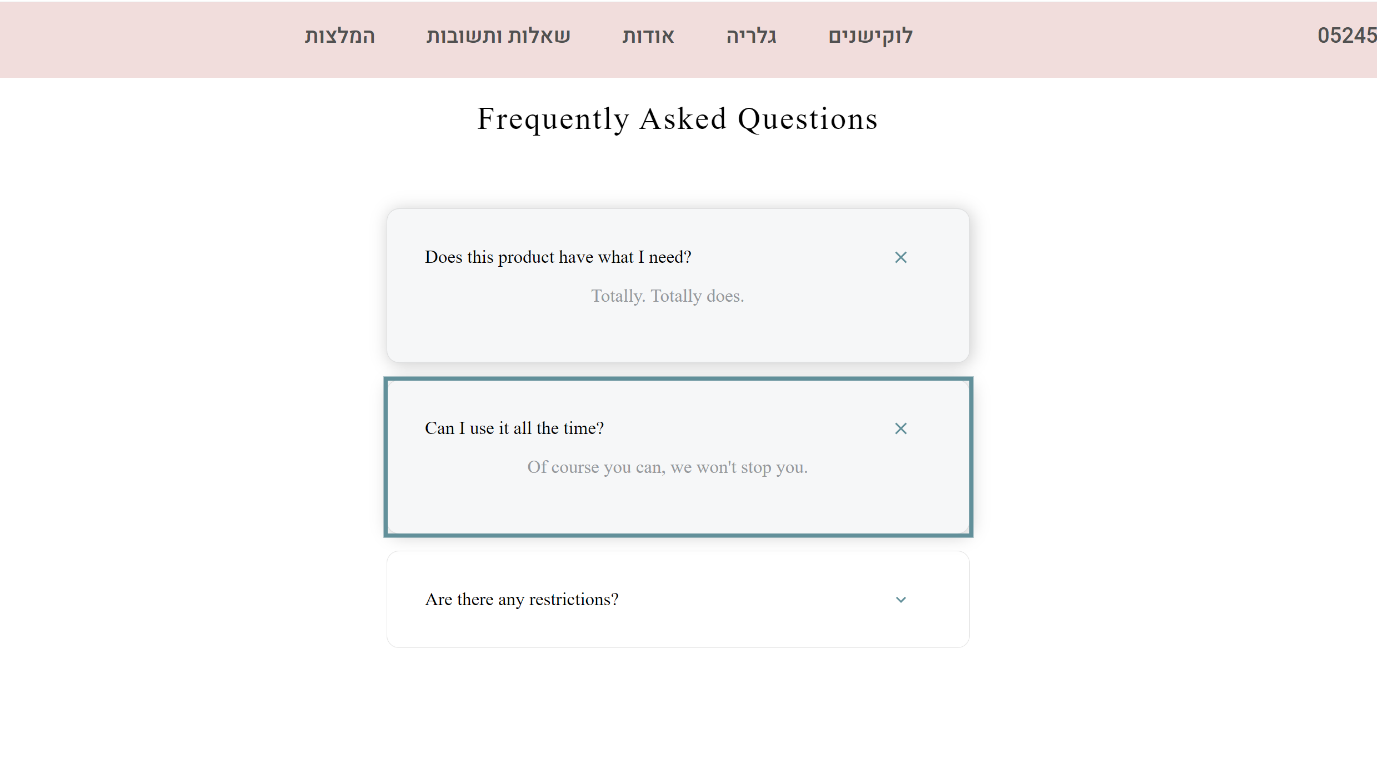 לוקישנים גלריה אודות שאלות ותשובות המלצות
05245
Frequently Asked Questions
Does this product have what I need?
Totally. Totally does.
Can I use it all the time?
Of course you can, we won't stop you.
Are there any restrictions?